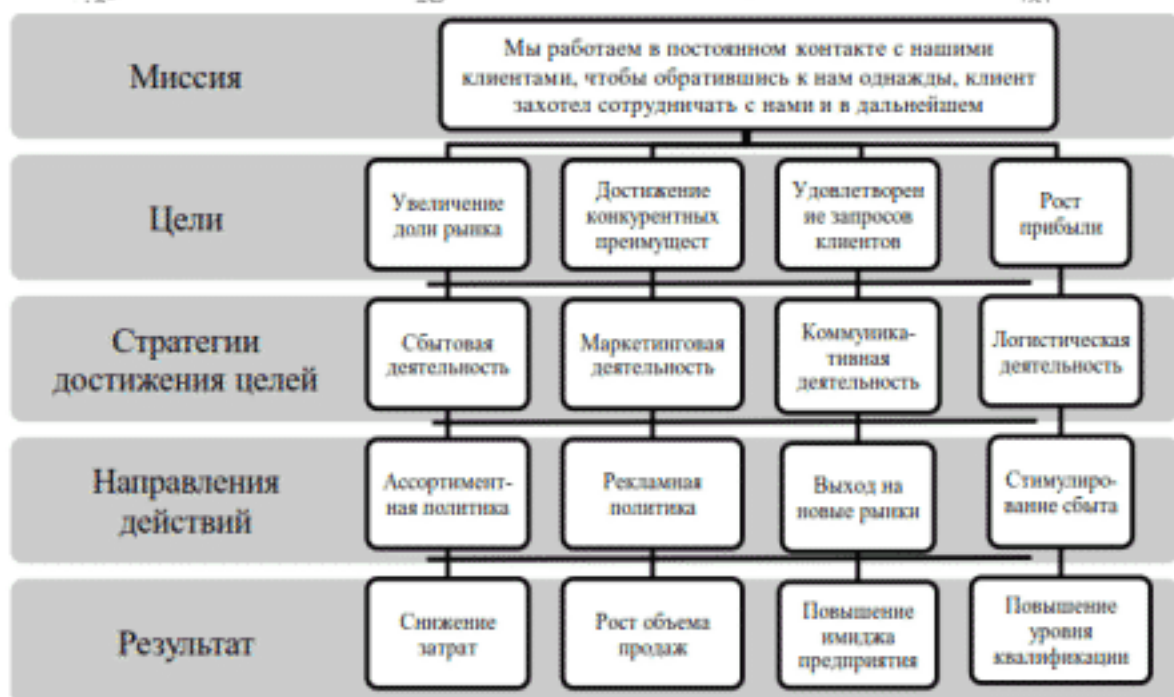 Миссия
Мы работаем в постоянном контакте с нашими
клиентами, чтобы обратившись к нам однажды, клиент
захотел сотрудничать с нами и в дальнейшем
Цели
Увеличение
доли рынка
Достижение
конкурентных
преимущест
Удовлетворен
ие запросов
клиентов
Рост
прибыли
Стратегии
достижения целей
Сбытовая
деятельность
Маркетинговая
деятельность
Коммуника-
тивная
деятельность
Логистическая
деятельность
Направления
действий
Ассортимент-
ная политика
Рекламная
политика
Выход на
новые рынки
Стимулиро-
вание сбыта
Результат
Снижение
затрат
Рост объема
продаж
Повышение
имиджа
предприятия
Повышение
уровня
квалификации